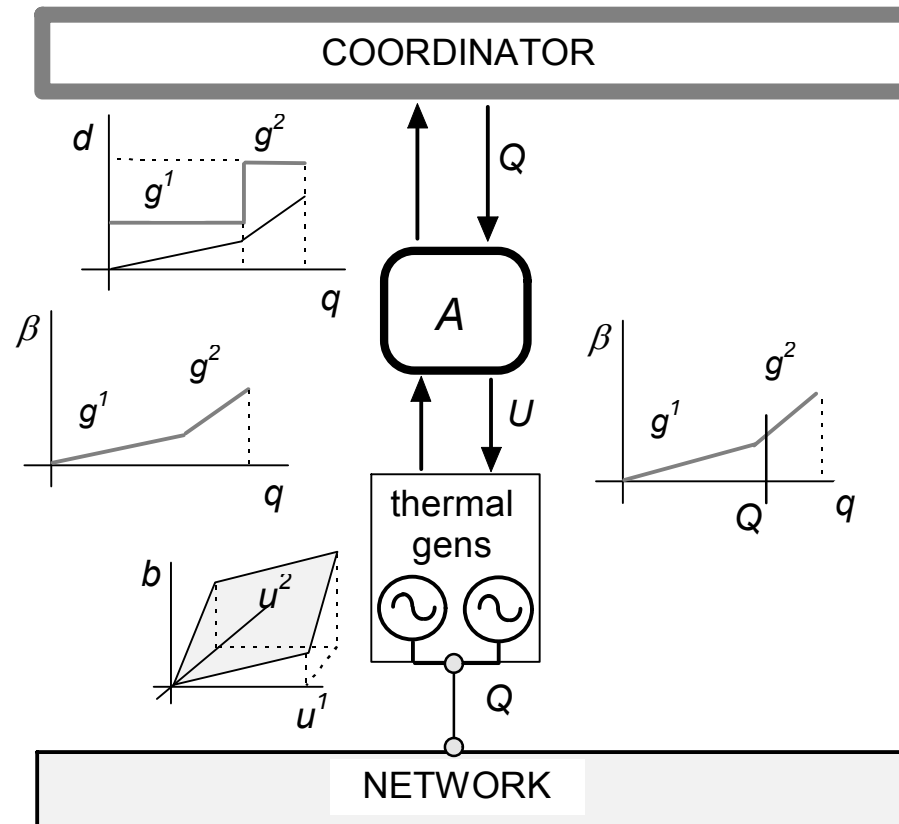 COORDINATOR
d
g²
g¹
q
Q
A
β
g²
g¹
q
U
β
g²
g¹
Q
q
thermal
gens
b
u²
u¹
Q
NETWORK